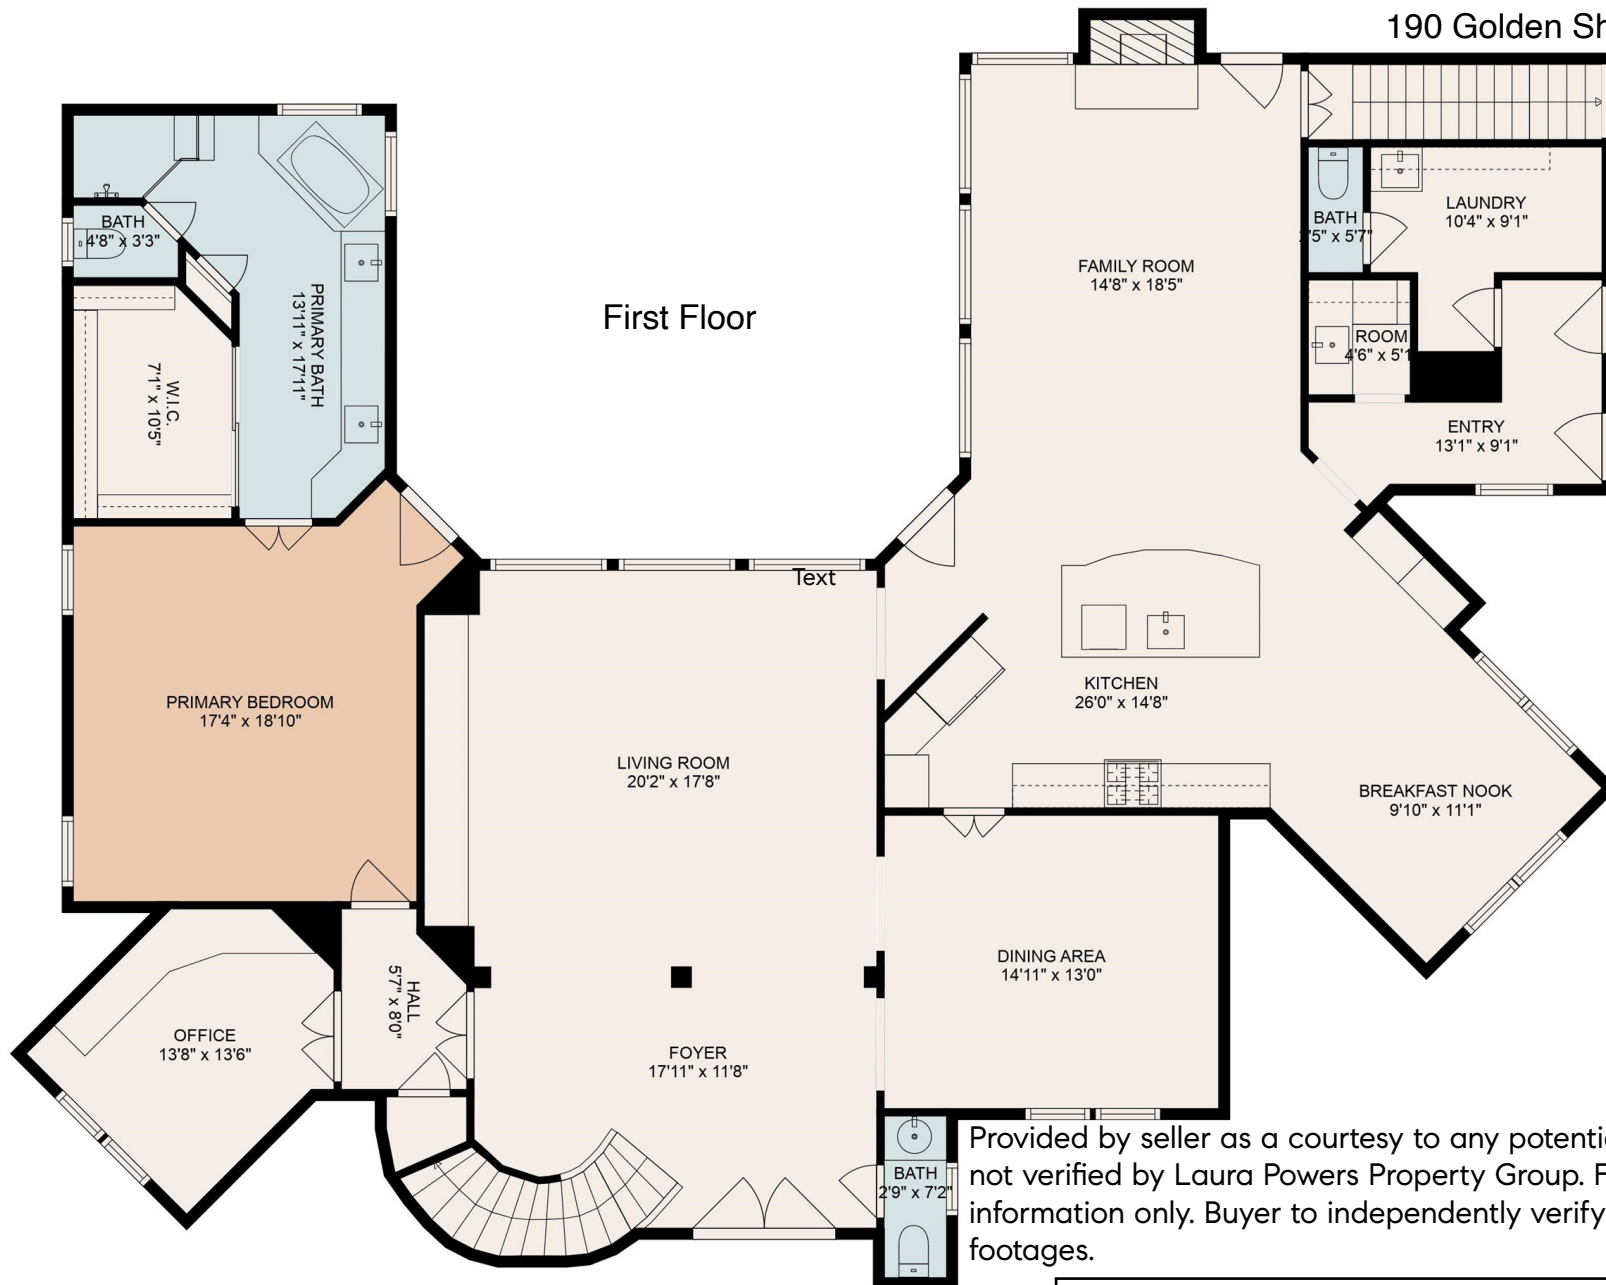 190 Golden Sh
First Floor
BATH
4'8" x 3'3"
PRIMARY BATH
13'11" x 17'11"
W.I.C.
7'1" x 10'5"
FAMILY ROOM
14'8" x 18'5"
BATH
'5" x 5'7"
LAUNDRY
10'4" x 9'1"
ROOM
4'6" x 5'1
ENTRY
13'1" x 9'1"
Text
PRIMARY BEDROOM
17'4" x 18'10"
LIVING ROOM
20'2" x 17'8"
KITCHEN
26'0" x 14'8"
BREAKFAST NOOK
9'10" x 11'1"
DINING AREA
14'11" x 13'0"
HALL
5'7" x 8'0"
OFFICE
13'8" x 13'6"
FOYER
17'11" x 11'8"
BATH
2'9" x 7'2"
Provided by seller as a courtesy to any potenti
not verified by Laura Powers Property Group. F
information only. Buyer to independently verify
footages.